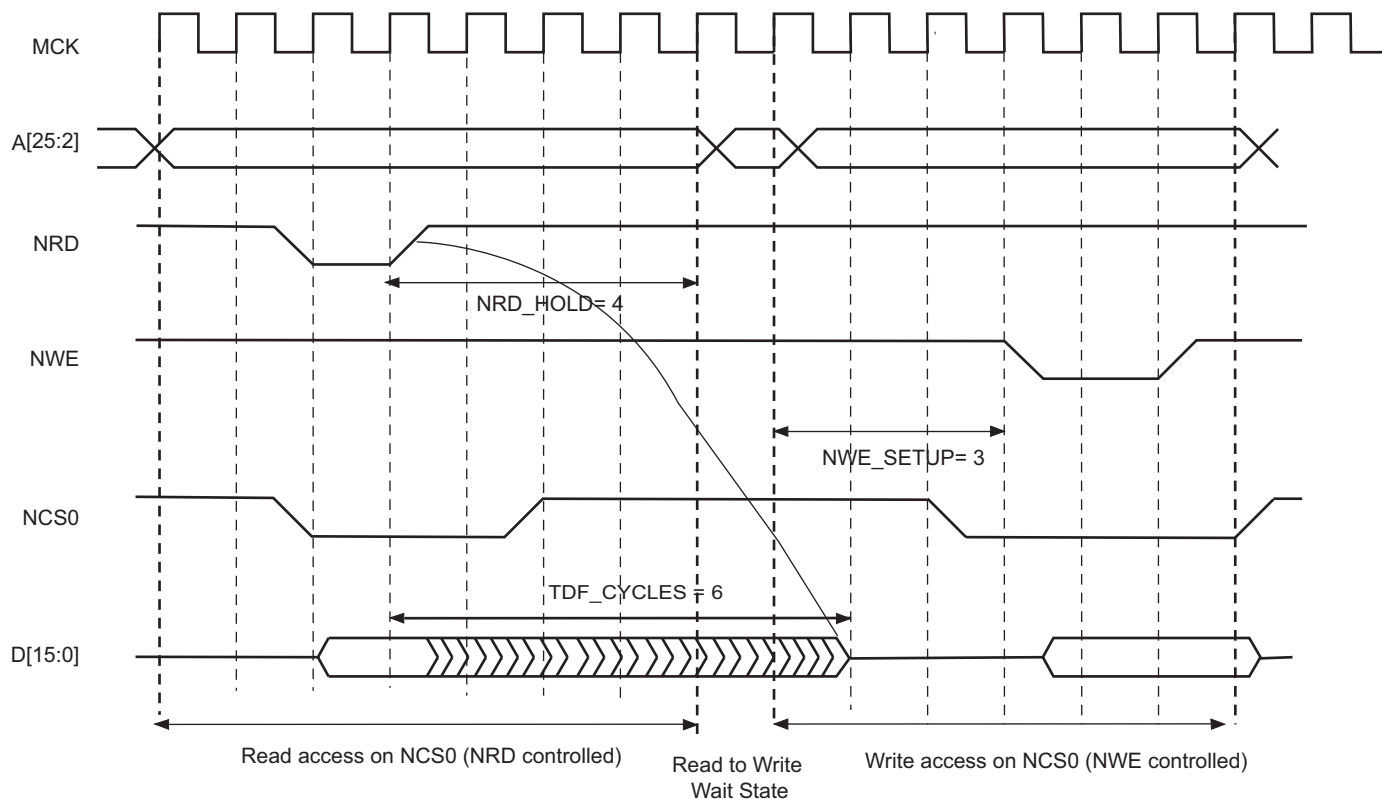 MCK
A[25:2]
NRD
NRD_HOLD= 4
NWE
NWE_SETUP= 3
NCS0
TDF_CYCLES = 6
D[15:0]
Read access on NCS0 (NRD controlled)
Read to Write
Wait State
Write access on NCS0 (NWE controlled)